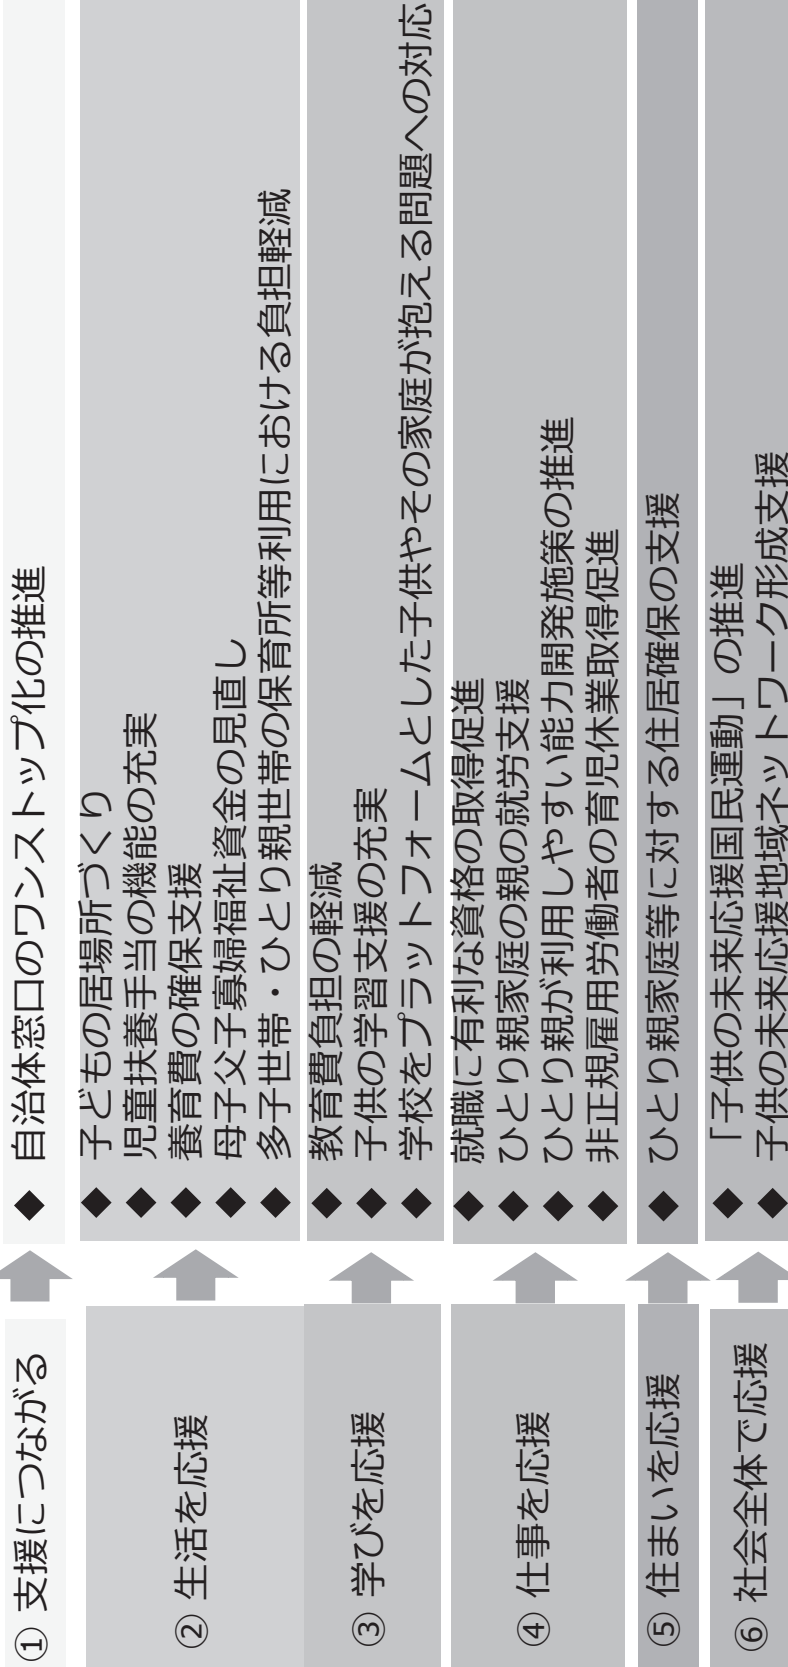 ① 支援につながる
◆ 自治体窓口のワンストップ化の推進
② 生活を応援
◆ 子どもの居場所づくり
◆ 児童扶養手当の機能の充実
◆ 養育費の確保支援
◆ 母子父子寡婦福祉資金の見直し
◆ 多子世帯・ひとり親世帯の保育所等利用における負担軽減
③ 学びを応援
◆ 教育費負担の軽減
◆ 子供の学習支援の充実
◆ 学校をプラットフォームとした子供やその家庭が抱える問題への対応
④ 仕事を応援
◆ 就職に有利な資格の取得促進
◆ ひとり親家庭の親の就労支援
◆ ひとり親が利用しやすい能力開発施策の推進
◆ 非正規雇用労働者の育児休業取得促進
⑤ 住まいを応援
◆ ひとり親家庭等に対する住居確保の支援
⑥ 社会全体で応援
◆ 「子供の未来応援国民運動」の推進
◆ 子供の未来応援地域ネットワーク形成支援